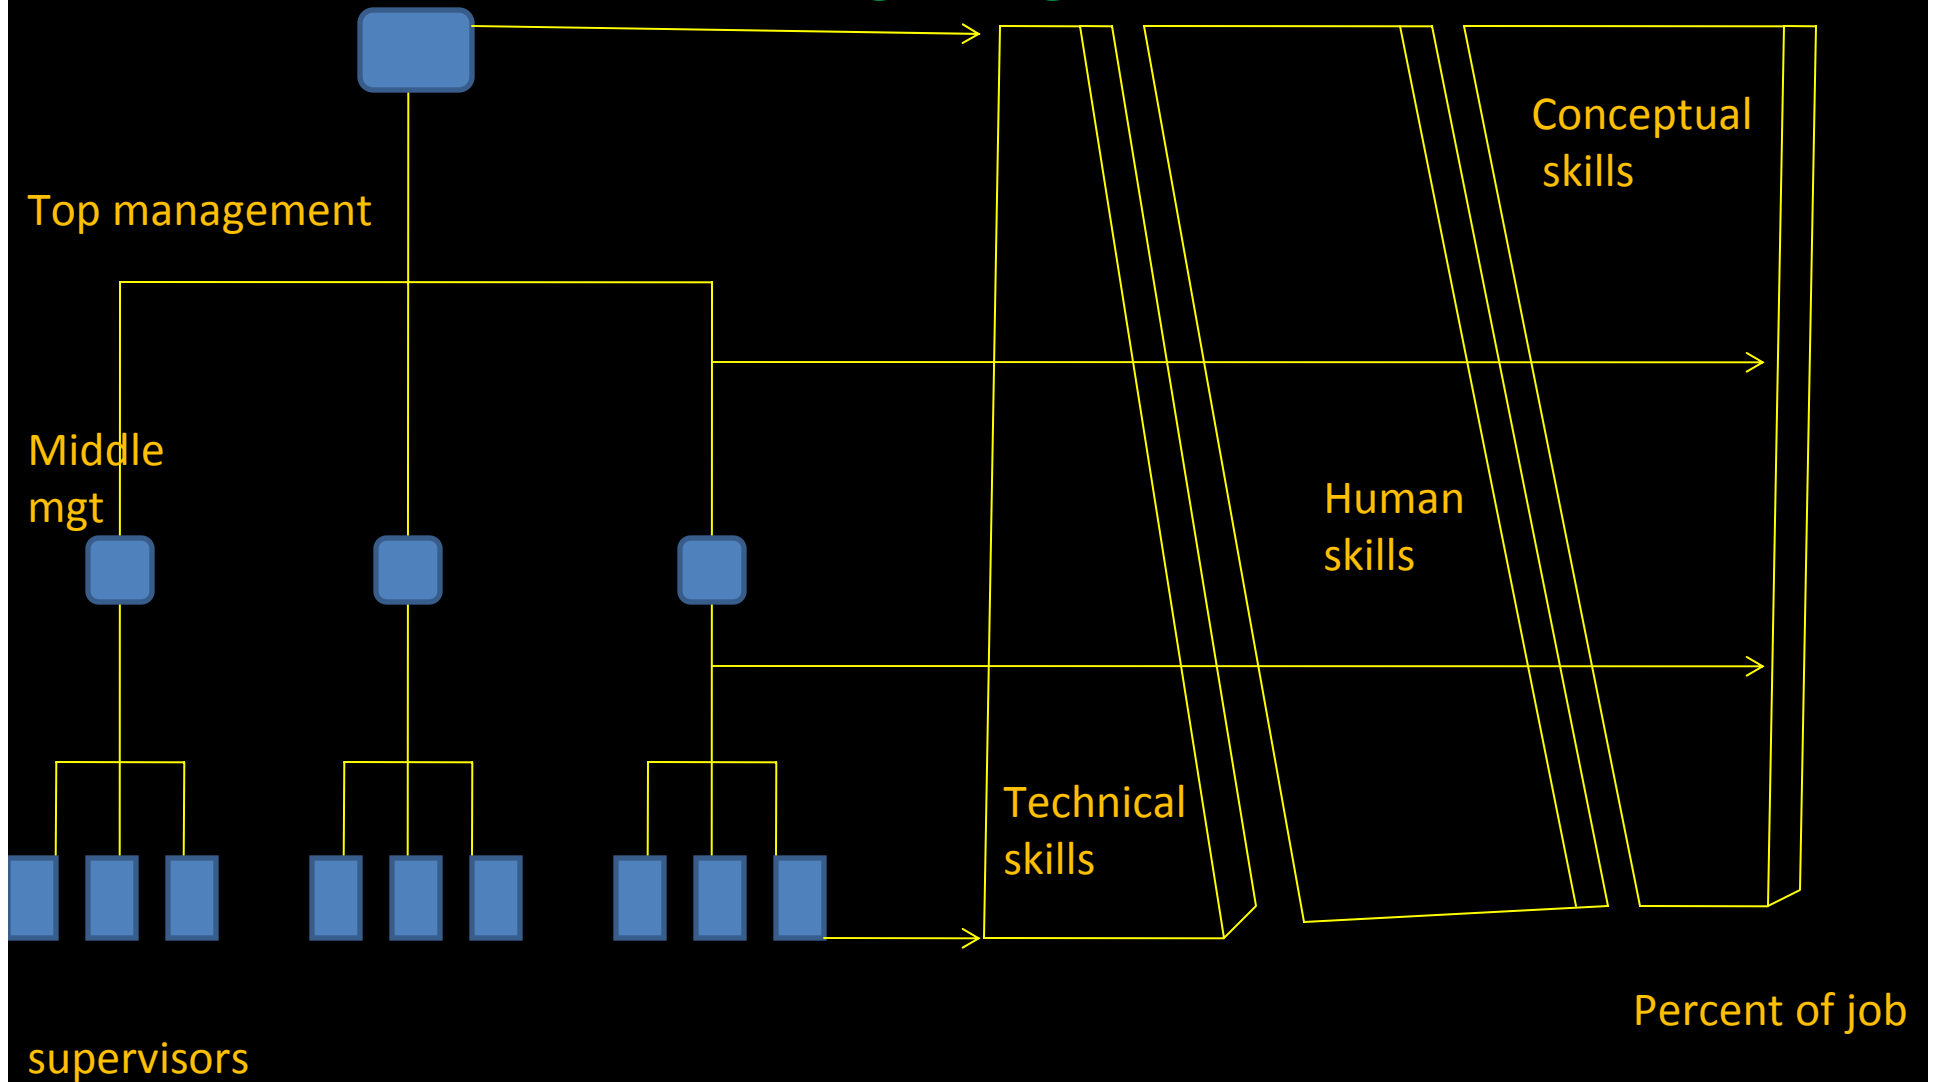 Conceptual
skills
Top management
Middle
mgt
Human
skills
Technical
skills
Percent of job
supervisors